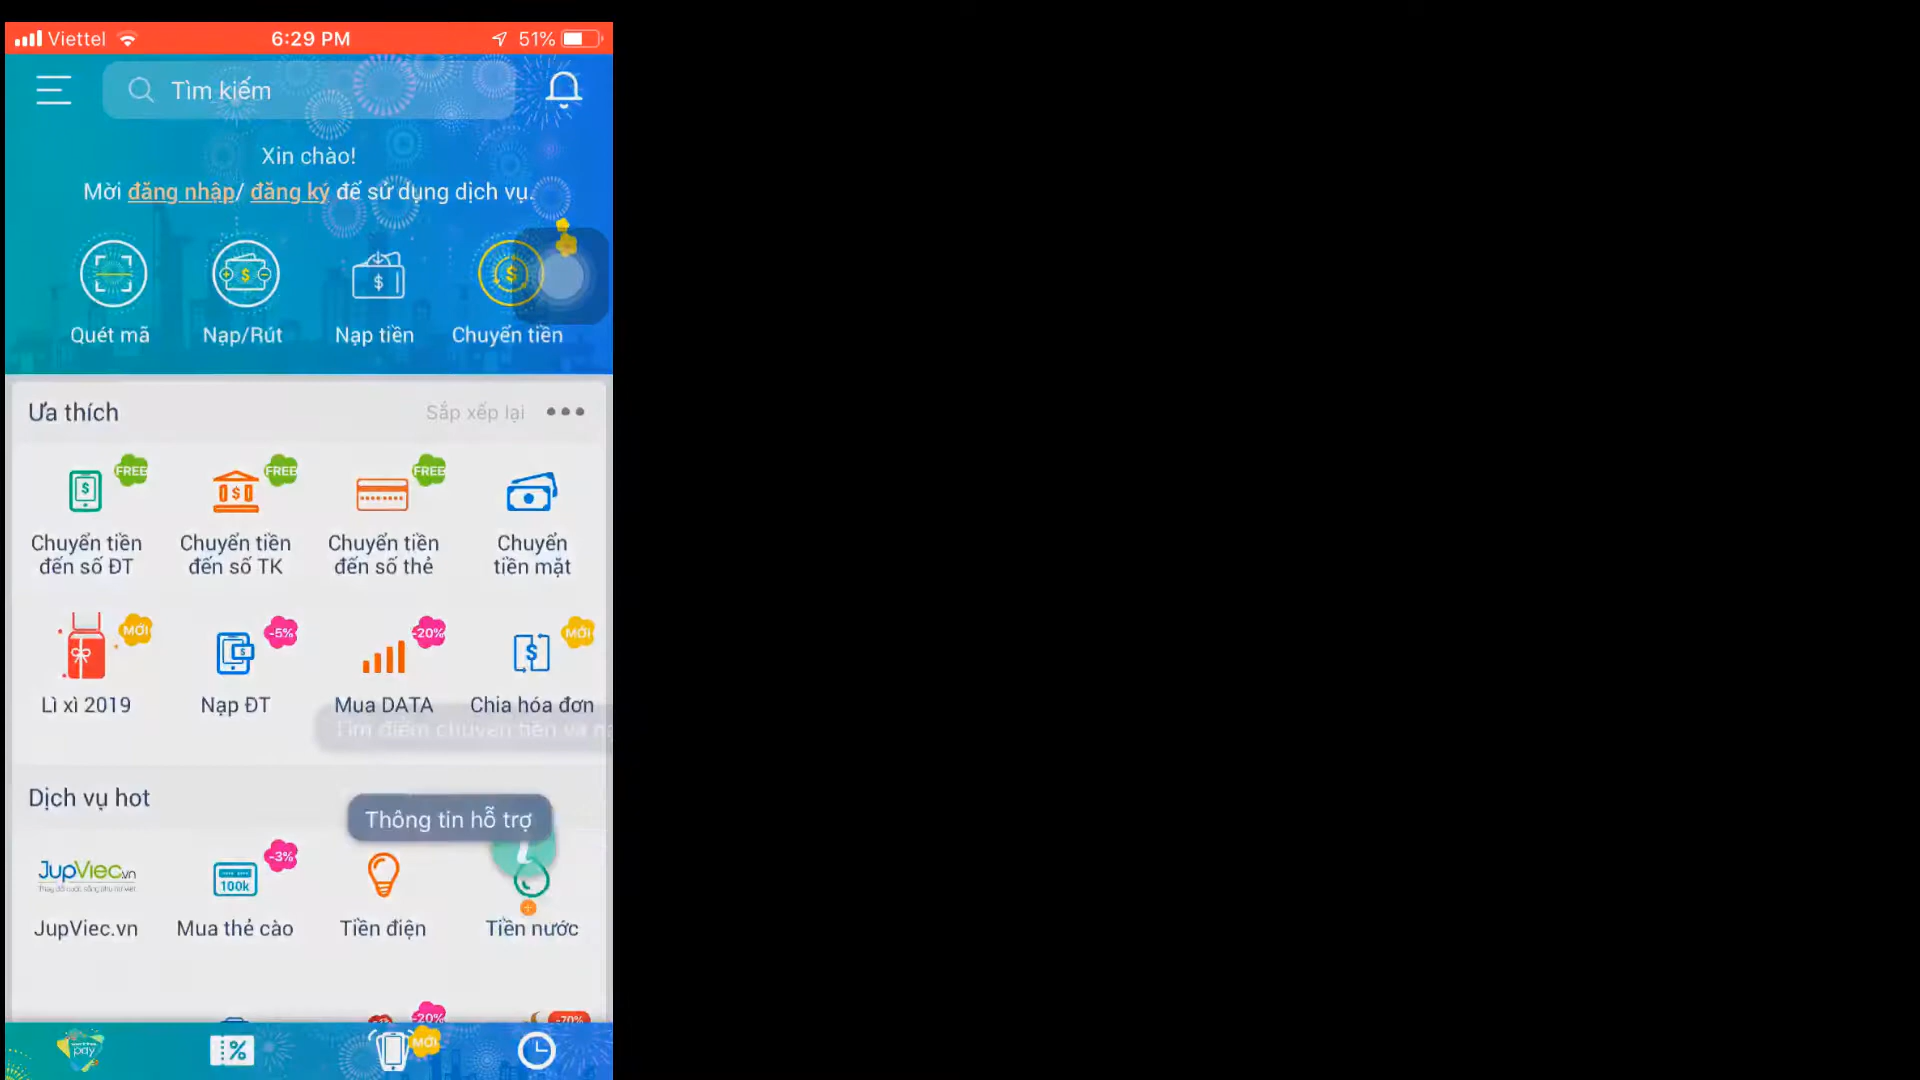 Viettel 6:29 PM 51%
Tìm kiếm
Xin chào!
Mời đăng nhập/ đăng ký để sử dụng dịch vụ.
Quét mã Nạp/Rút Nạp tiền Chuyển tiền
Ưa thích Sắp xếp lại
FREE FREE FREE
Chuyển tiền đến số ĐT
Chuyển tiền đến số TK
Chuyển tiền đến số thẻ
Chuyển tiền mặt
MỚI -5% -20% MỚI
Lì xì 2019 Nạp ĐT Mua DATA Chia hóa đơn
Tìm điểm chuyển tiền và
Dịch vụ hot
Thông tin hỗ trợ
JupViec.vn
-3%
100k
JupViec.vn Mua thẻ cào Tiền điện Tiền nước
-20% -70%
pay % MỚI